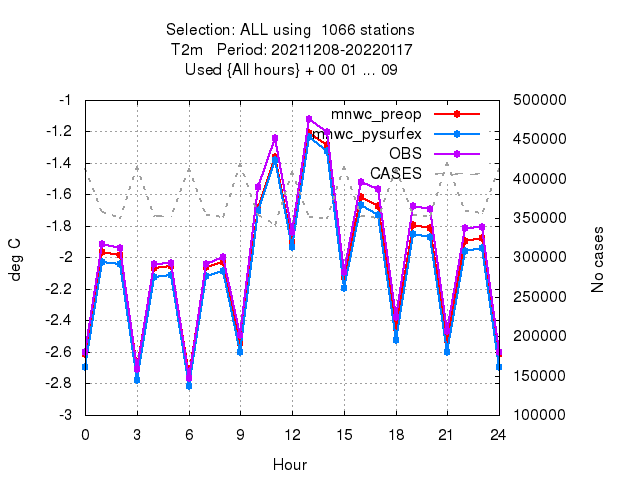 Selection: ALL using  1066 stations
T2m   Period: 20211208-20220117
Used {All hours} + 00 01 ... 09
mnwc_preop
mnwc_pysurfex
OBS
CASES
-1
-1.2
-1.4
-1.6
-1.8
-2
-2.2
-2.4
-2.6
-2.8
-3
500000
450000
400000
350000
300000
250000
200000
150000
100000
deg C
No cases
0 3 6 9 12 15 18 21 24
Hour